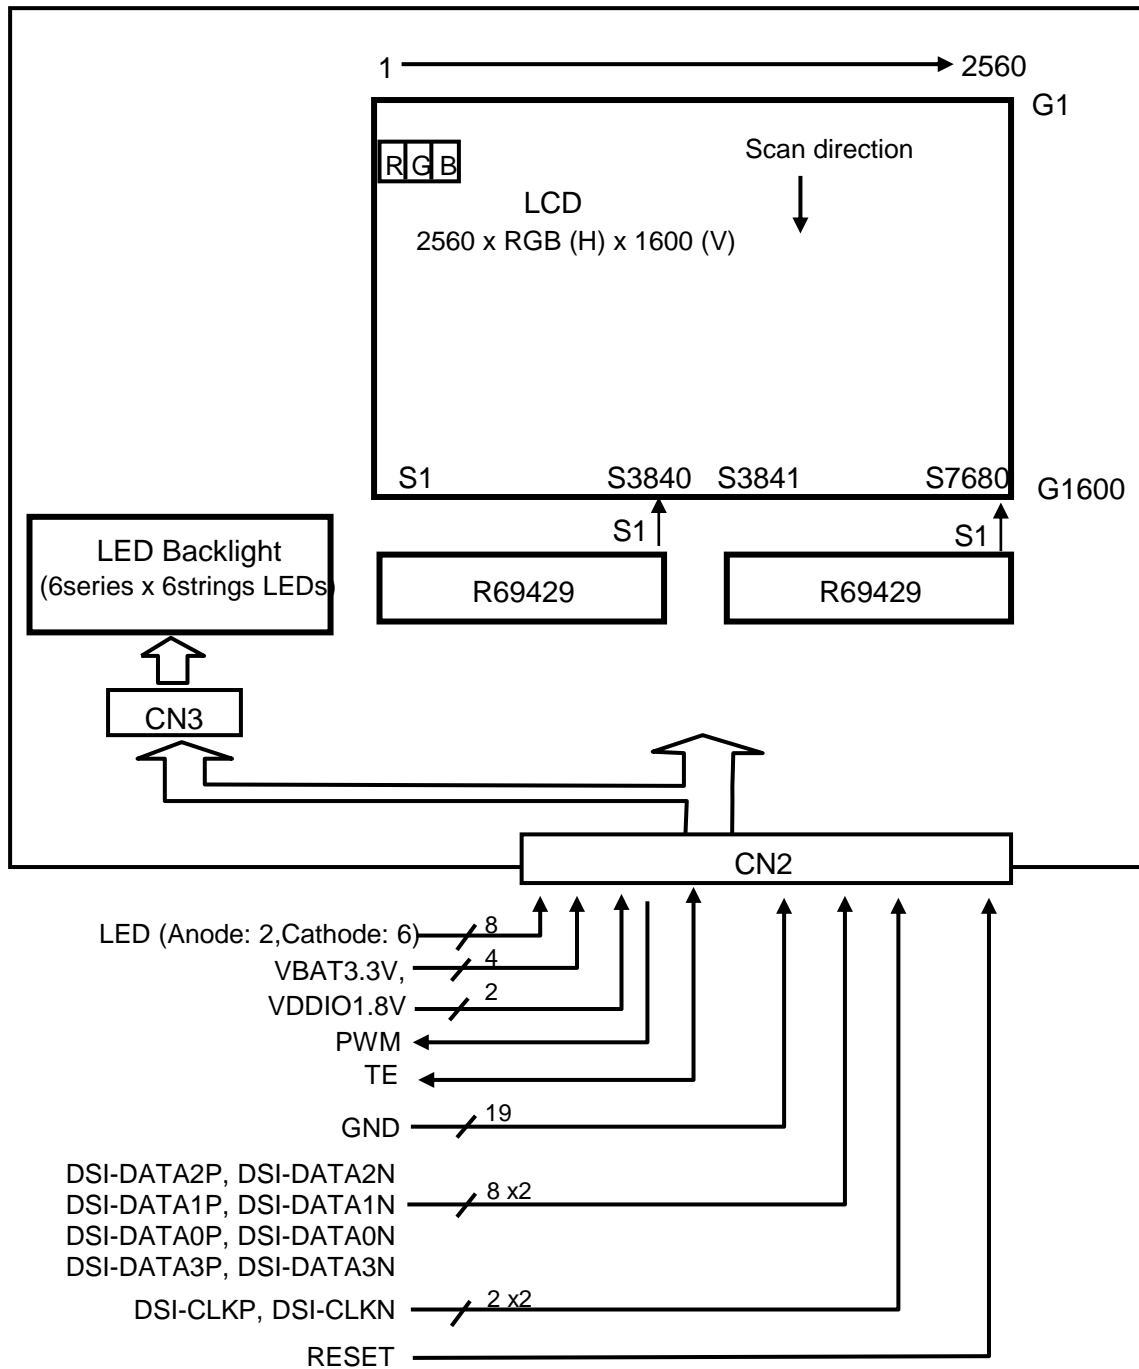 1 2560
G1
R G B
Scan direction
LCD
2560 x RGB (H) x 1600 (V)
S1 S3840 S3841 S7680
G1600
S1 S1
LED Backlight
(6series x 6strings LEDs)
R69429 R69429
CN3
CN2
LED (Anode: 2,Cathode: 6) 8
VBAT3.3V, 4
VDDIO1.8V 2
PWM
TE
GND 19
DSI-DATA2P, DSI-DATA2N
DSI-DATA1P, DSI-DATA1N 8 x2
DSI-DATA0P, DSI-DATA0N
DSI-DATA3P, DSI-DATA3N
DSI-CLKP, DSI-CLKN 2 x2
RESET